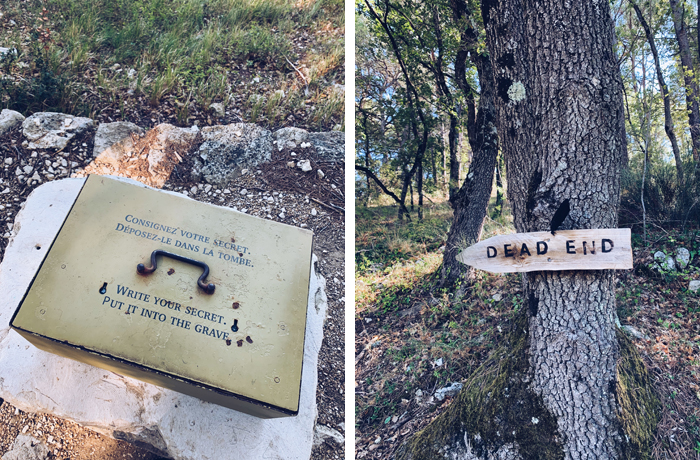 Consignez votre secret.
Déposez-le dans la tombe.
Write your secret.
Put it into the grave.
DEAD END